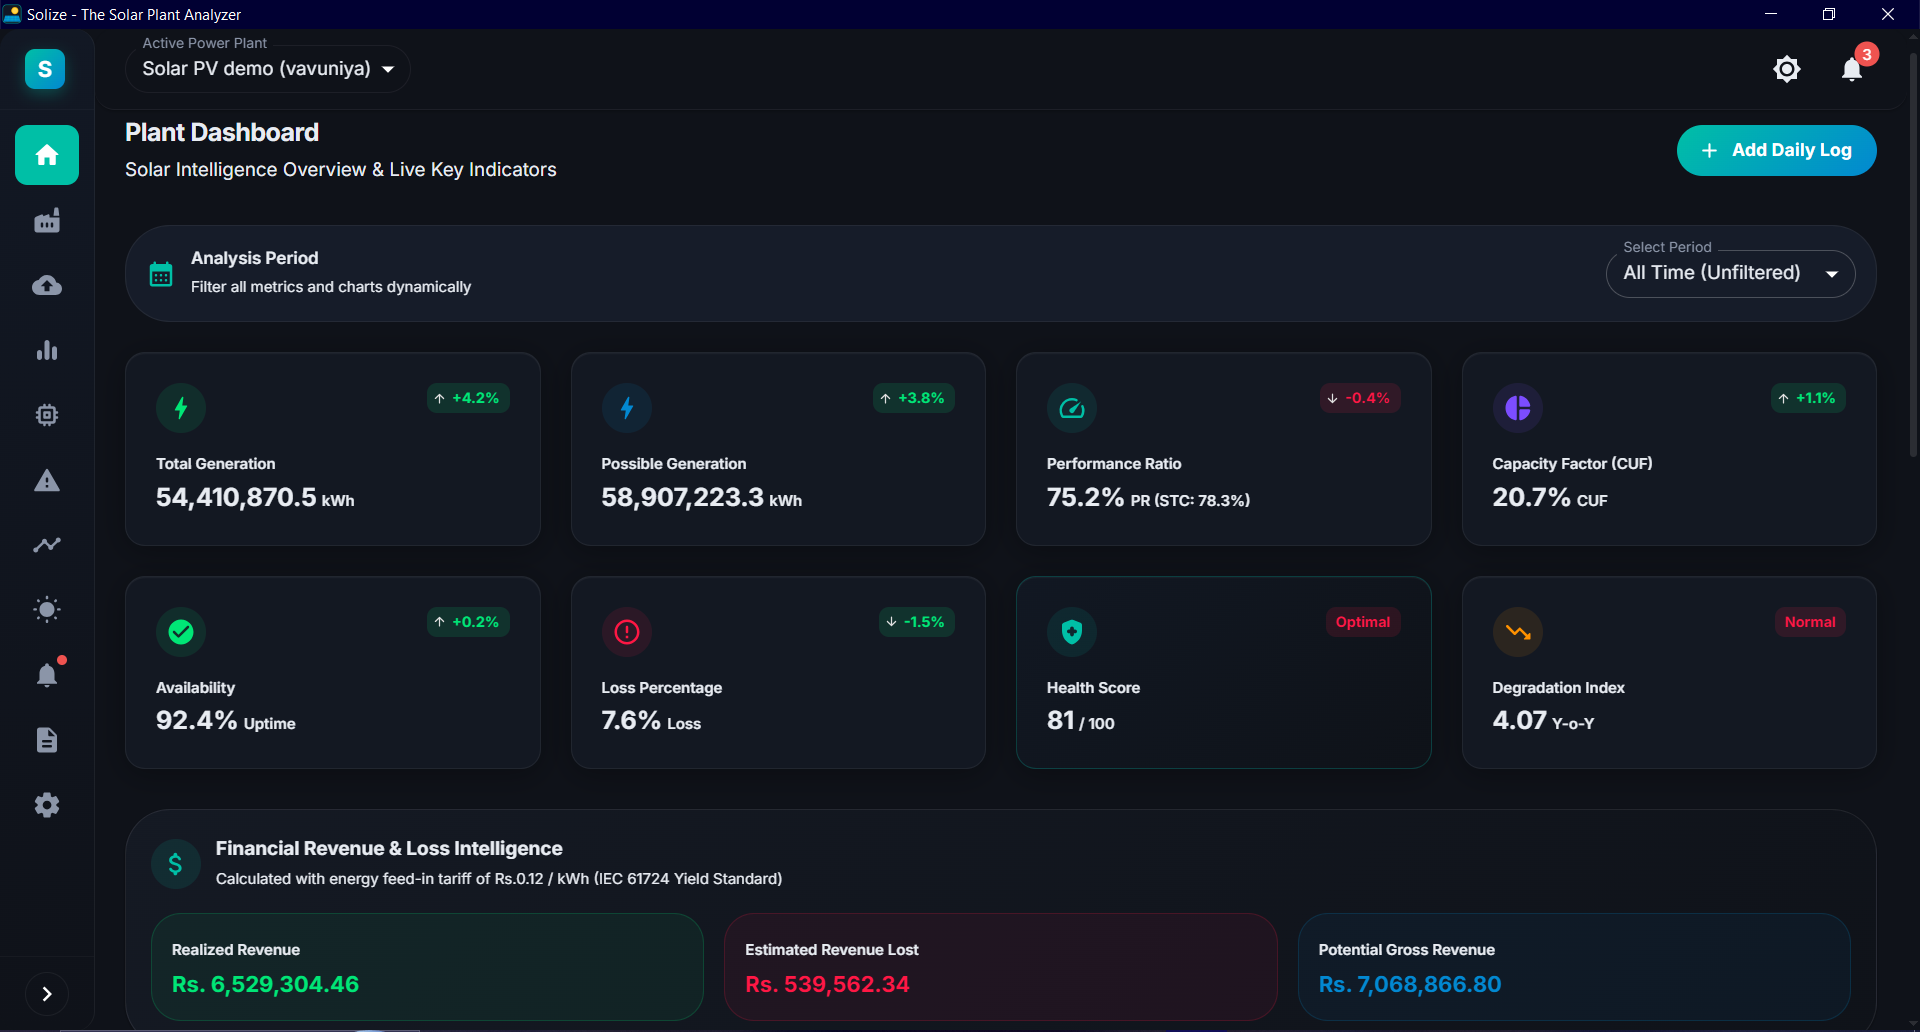 Solize - The Solar Plant Analyzer
S
Active Power Plant
Solar PV demo (vavuniya)
3
Plant Dashboard
Solar Intelligence Overview & Live Key Indicators
+ Add Daily Log
Analysis Period
Filter all metrics and charts dynamically
Select Period
All Time (Unfiltered)
↑ +4.2%
Total Generation
54,410,870.5 kWh
↑ +3.8%
Possible Generation
58,907,223.3 kWh
↓ -0.4%
Performance Ratio
75.2% PR (STC: 78.3%)
↑ +1.1%
Capacity Factor (CUF)
20.7% CUF
↑ +0.2%
Availability
92.4% Uptime
↓ -1.5%
Loss Percentage
7.6% Loss
Optimal
Health Score
81 / 100
Normal
Degradation Index
4.07 Y-o-Y
$
Financial Revenue & Loss Intelligence
Calculated with energy feed-in tariff of Rs.0.12 / kWh (IEC 61724 Yield Standard)
Realized Revenue
Rs. 6,529,304.46
Estimated Revenue Lost
Rs. 539,562.34
Potential Gross Revenue
Rs. 7,068,866.80